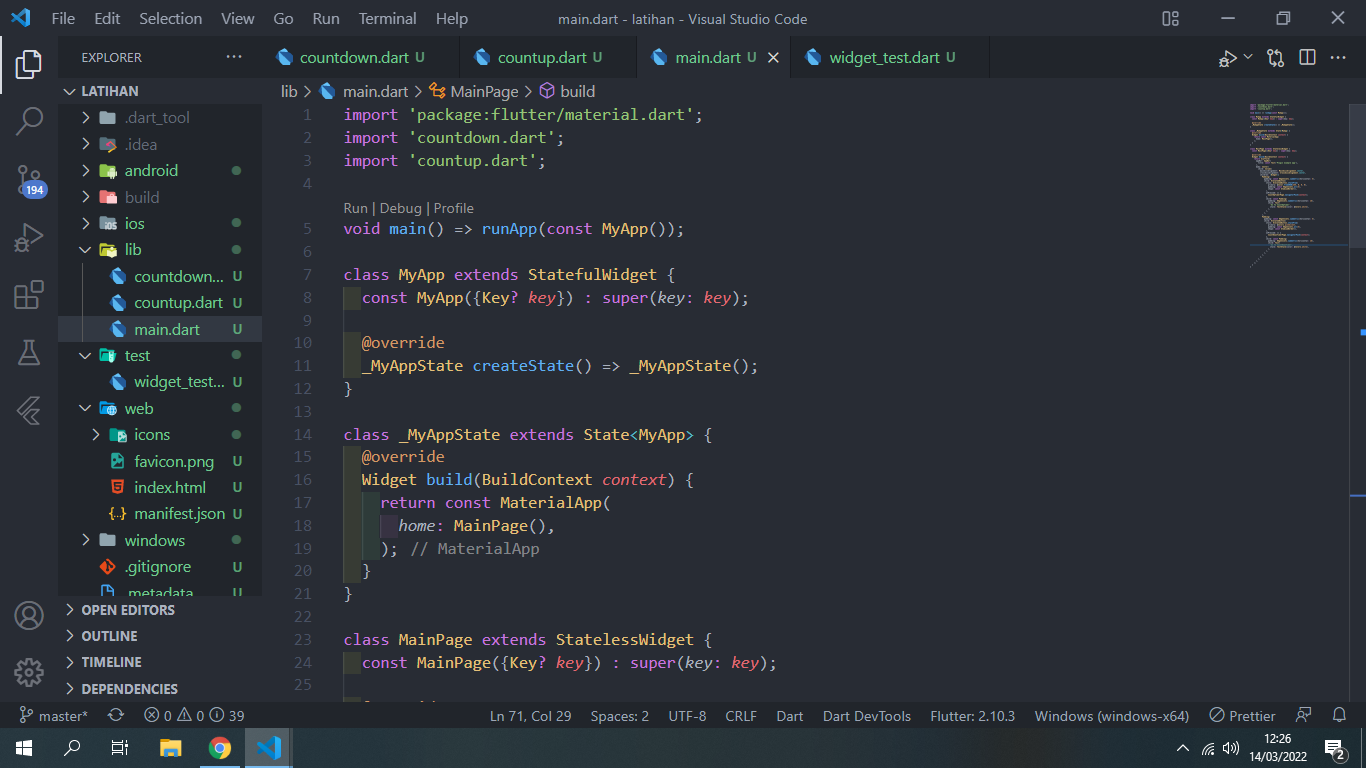 File Edit Selection View Go Run Terminal Help main.dart - latihan - Visual Studio Code
EXPLORER
countdown.dart U countup.dart U main.dart U widget_test.dart U
LATIHAN
.dart_tool
.idea
android
build
ios
lib
countdown... U
countup.dart U
main.dart U
test
widget_test... U
web
icons
favicon.png U
index.html U
manifest.json U
windows
.gitignore U
.metadata U
OPEN EDITORS
OUTLINE
TIMELINE
DEPENDENCIES
194
lib > main.dart > MainPage > build
1 import 'package:flutter/material.dart';
2 import 'countdown.dart';
3 import 'countup.dart';
4
Run | Debug | Profile
5 void main() => runApp(const MyApp());
6
7 class MyApp extends StatefulWidget {
8 const MyApp({Key? key}) : super(key: key);
9
10 @override
11 _MyAppState createState() => _MyAppState();
12 }
13
14 class _MyAppState extends State<MyApp> {
15 @override
16 Widget build(BuildContext context) {
17 return const MaterialApp(
18 home: MainPage(),
19 ); // MaterialApp
20 }
21 }
22
23 class MainPage extends StatelessWidget {
24 const MainPage({Key? key}) : super(key: key);
25
master* 0 0 39 Ln 71, Col 29 Spaces: 2 UTF-8 CRLF Dart Dart DevTools Flutter: 2.10.3 Windows (windows-x64) Prettier
12:26
14/03/2022
2